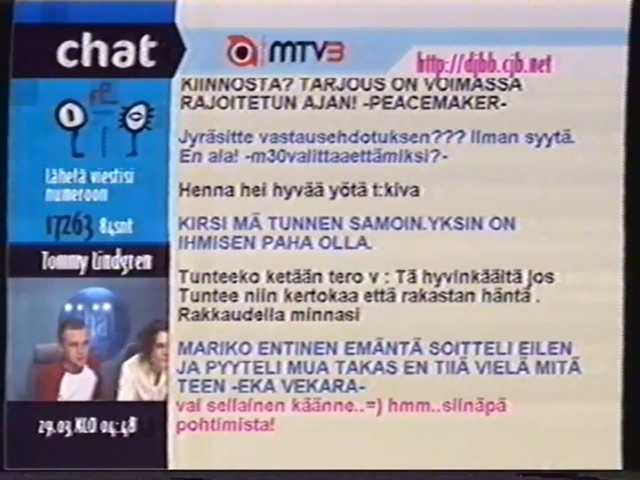 chat
MTV3
http://djbb.cjb.net
KIINNOSTA? TARJOUS ON VOIMASSA
RAJOITETUN AJAN! -PEACEMAKER-
Jyräsitte vastausehdotuksen??? Ilman syytä.
En ala! -m30valittaaettämiksi?-
Henna hei hyvää yötä t:kiva
KIRSI MÄ TUNNEN SAMOIN.YKSIN ON
IHMISEN PAHA OLLA.
Tunteeko ketään tero v : Tä hyvinkäältä jos
Tuntee niin kertokaa että rakastan häntä .
Rakkaudella minnasi
MARIKO ENTINEN EMÄNTÄ SOITTELI EILEN
JA PYYTELI MUA TAKAS EN TIIÄ VIELÄ MITÄ
TEEN -EKA VEKARA-
vai sellainen käänne..=) hmm..siinäpä
pohtimista!
Lähetä viestisi
numeroon
17263 84snt
Tommy Lindgren
29.03.KLO 04:48